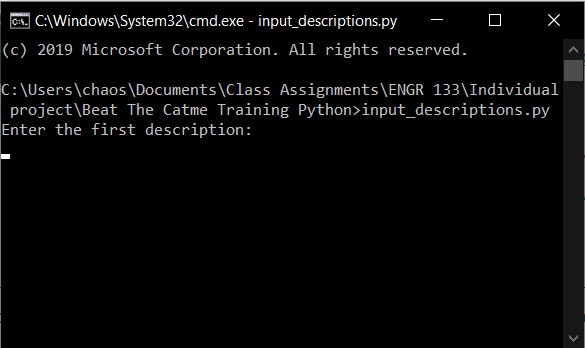 C:\Windows\System32\cmd.exe - input_descriptions.py
(c) 2019 Microsoft Corporation. All rights reserved.
C:\Users\chaos\Documents\Class Assignments\ENGR 133\Individual
project\Beat The Catme Training Python>input_descriptions.py
Enter the first description: